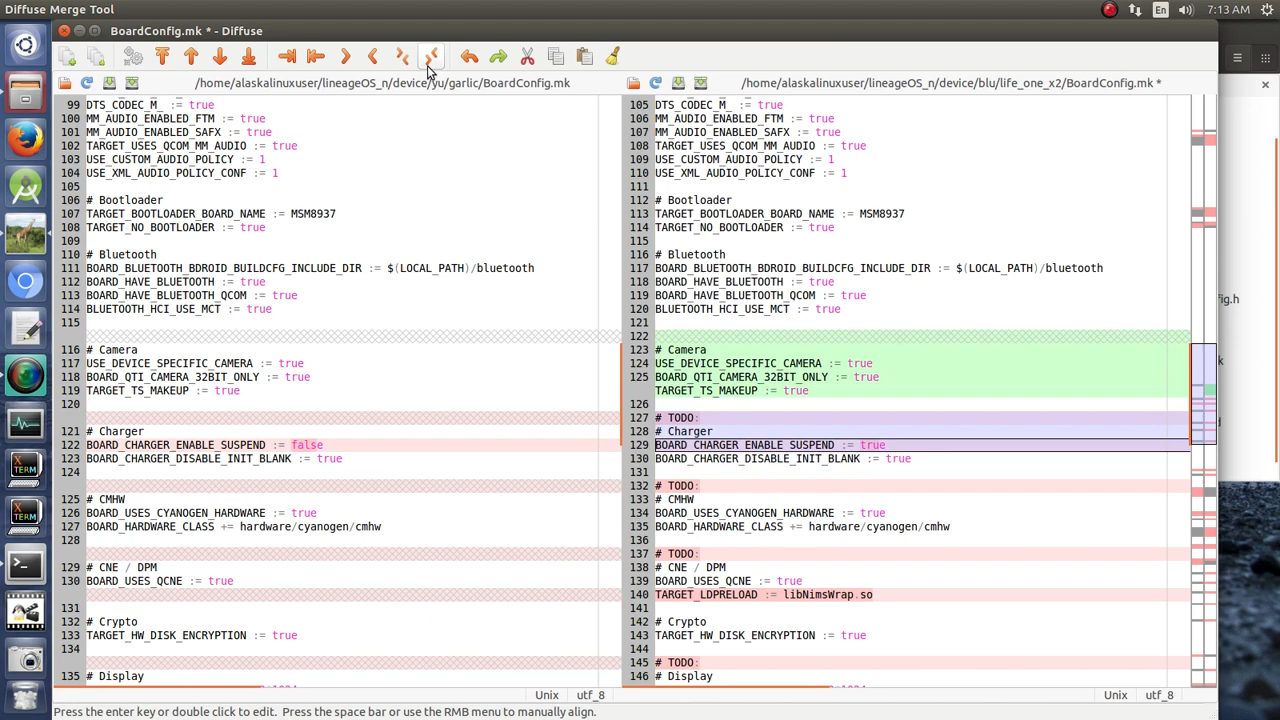 Diffuse Merge Tool
En
7:13 AM
BoardConfig.mk * - Diffuse
/home/alaskalinuxuser/lineageOS_n/device/yu/garlic/BoardConfig.mk
99 DTS_CODEC_M_ := true
100 MM_AUDIO_ENABLED_FTM := true
101 MM_AUDIO_ENABLED_SAFX := true
102 TARGET_USES_QCOM_MM_AUDIO := true
103 USE_CUSTOM_AUDIO_POLICY := 1
104 USE_XML_AUDIO_POLICY_CONF := 1
105
106 # Bootloader
107 TARGET_BOOTLOADER_BOARD_NAME := MSM8937
108 TARGET_NO_BOOTLOADER := true
109
110 # Bluetooth
111 BOARD_BLUETOOTH_BDROID_BUILDCFG_INCLUDE_DIR := $(LOCAL_PATH)/bluetooth
112 BOARD_HAVE_BLUETOOTH := true
113 BOARD_HAVE_BLUETOOTH_QCOM := true
114 BLUETOOTH_HCI_USE_MCT := true
115
116 # Camera
117 USE_DEVICE_SPECIFIC_CAMERA := true
118 BOARD_QTI_CAMERA_32BIT_ONLY := true
119 TARGET_TS_MAKEUP := true
120
121 # Charger
122 BOARD_CHARGER_ENABLE_SUSPEND := false
123 BOARD_CHARGER_DISABLE_INIT_BLANK := true
124
125 # CMHW
126 BOARD_USES_CYANOGEN_HARDWARE := true
127 BOARD_HARDWARE_CLASS += hardware/cyanogen/cmhw
128
129 # CNE / DPM
130 BOARD_USES_QCNE := true
131
132 # Crypto
133 TARGET_HW_DISK_ENCRYPTION := true
134
135 # Display
Unix utf_8
/home/alaskalinuxuser/lineageOS_n/device/blu/life_one_x2/BoardConfig.mk *
105 DTS_CODEC_M_ := true
106 MM_AUDIO_ENABLED_FTM := true
107 MM_AUDIO_ENABLED_SAFX := true
108 TARGET_USES_QCOM_MM_AUDIO := true
109 USE_CUSTOM_AUDIO_POLICY := 1
110 USE_XML_AUDIO_POLICY_CONF := 1
111
112 # Bootloader
113 TARGET_BOOTLOADER_BOARD_NAME := MSM8937
114 TARGET_NO_BOOTLOADER := true
115
116 # Bluetooth
117 BOARD_BLUETOOTH_BDROID_BUILDCFG_INCLUDE_DIR := $(LOCAL_PATH)/bluetooth
118 BOARD_HAVE_BLUETOOTH := true
119 BOARD_HAVE_BLUETOOTH_QCOM := true
120 BLUETOOTH_HCI_USE_MCT := true
121
122
123 # Camera
124 USE_DEVICE_SPECIFIC_CAMERA := true
125 BOARD_QTI_CAMERA_32BIT_ONLY := true
TARGET_TS_MAKEUP := true
126
127 # TODO:
128 # Charger
129 BOARD_CHARGER_ENABLE_SUSPEND := true
130 BOARD_CHARGER_DISABLE_INIT_BLANK := true
131
132 # TODO:
133 # CMHW
134 BOARD_USES_CYANOGEN_HARDWARE := true
135 BOARD_HARDWARE_CLASS += hardware/cyanogen/cmhw
136
137 # TODO:
138 # CNE / DPM
139 BOARD_USES_QCNE := true
140 TARGET_LDPRELOAD := libNimsWrap.so
141
142 # Crypto
143 TARGET_HW_DISK_ENCRYPTION := true
144
145 # TODO:
146 # Display
Unix utf_8
Press the enter key or double click to edit. Press the space bar or use the RMB menu to manually align.
XTERM
XTERM
fig.h